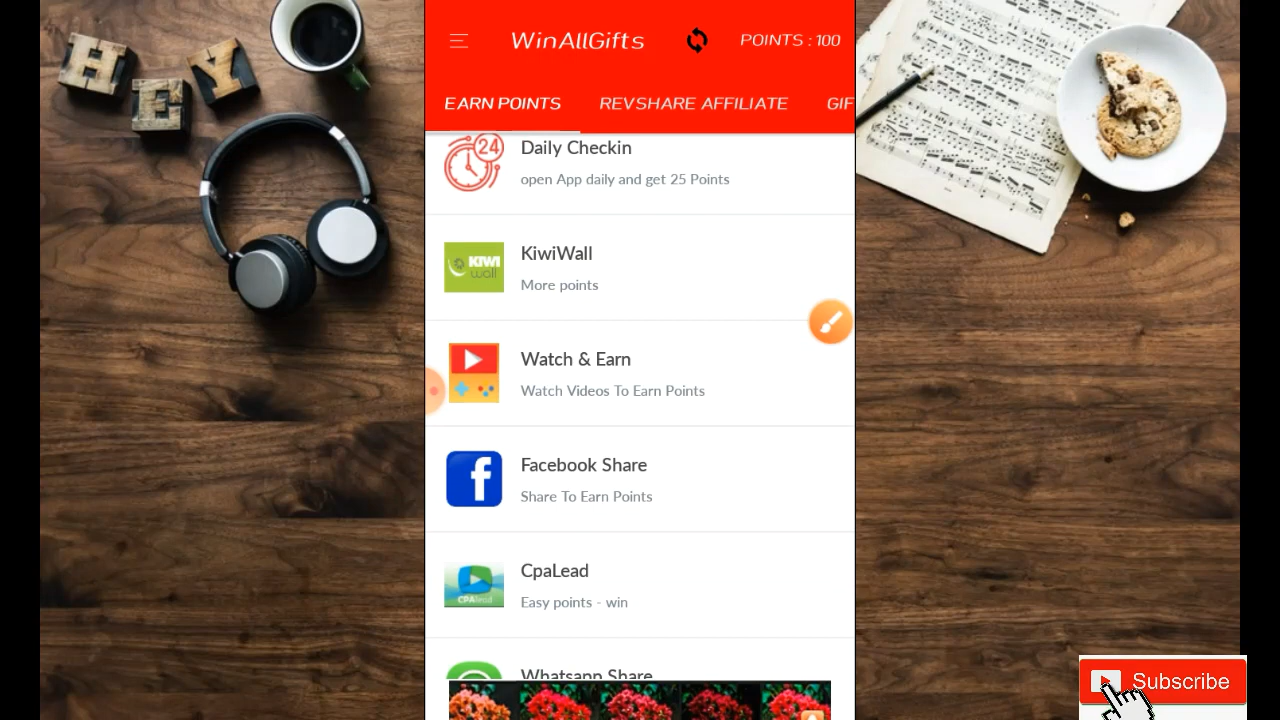 HEY
WinAllGifts
POINTS : 100
EARN POINTS
REVSHARE AFFILIATE
GIF
24
Daily Checkin
open App daily and get 25 Points
KIWI
wall
KiwiWall
More points
Watch & Earn
Watch Videos To Earn Points
f
Facebook Share
Share To Earn Points
CPAlead
CpaLead
Easy points - win
Whatsapp Share
Subscribe